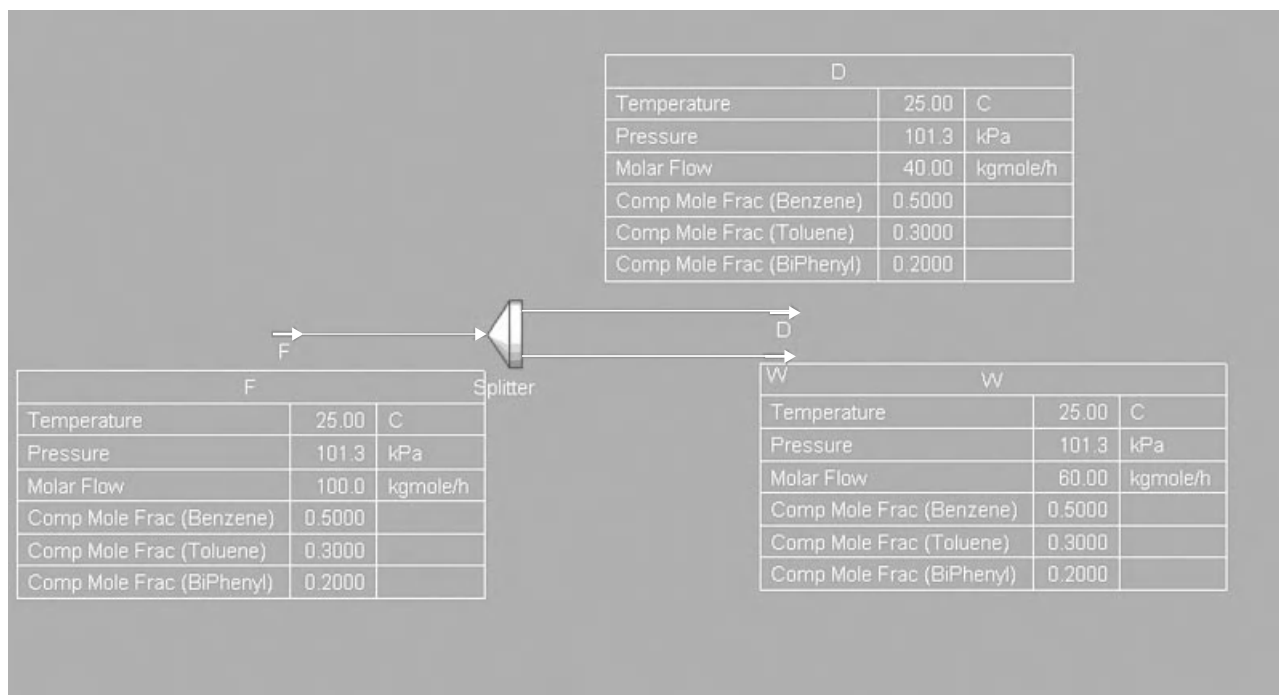 D
Temperature 25.00 C
Pressure 101.3 kPa
Molar Flow 40.00 kgmole/h
Comp Mole Frac (Benzene) 0.5000
Comp Mole Frac (Toluene) 0.3000
Comp Mole Frac (BiPhenyl) 0.2000
F
D
Splitter
W
F
Temperature 25.00 C
Pressure 101.3 kPa
Molar Flow 100.0 kgmole/h
Comp Mole Frac (Benzene) 0.5000
Comp Mole Frac (Toluene) 0.3000
Comp Mole Frac (BiPhenyl) 0.2000
W
Temperature 25.00 C
Pressure 101.3 kPa
Molar Flow 60.00 kgmole/h
Comp Mole Frac (Benzene) 0.5000
Comp Mole Frac (Toluene) 0.3000
Comp Mole Frac (BiPhenyl) 0.2000